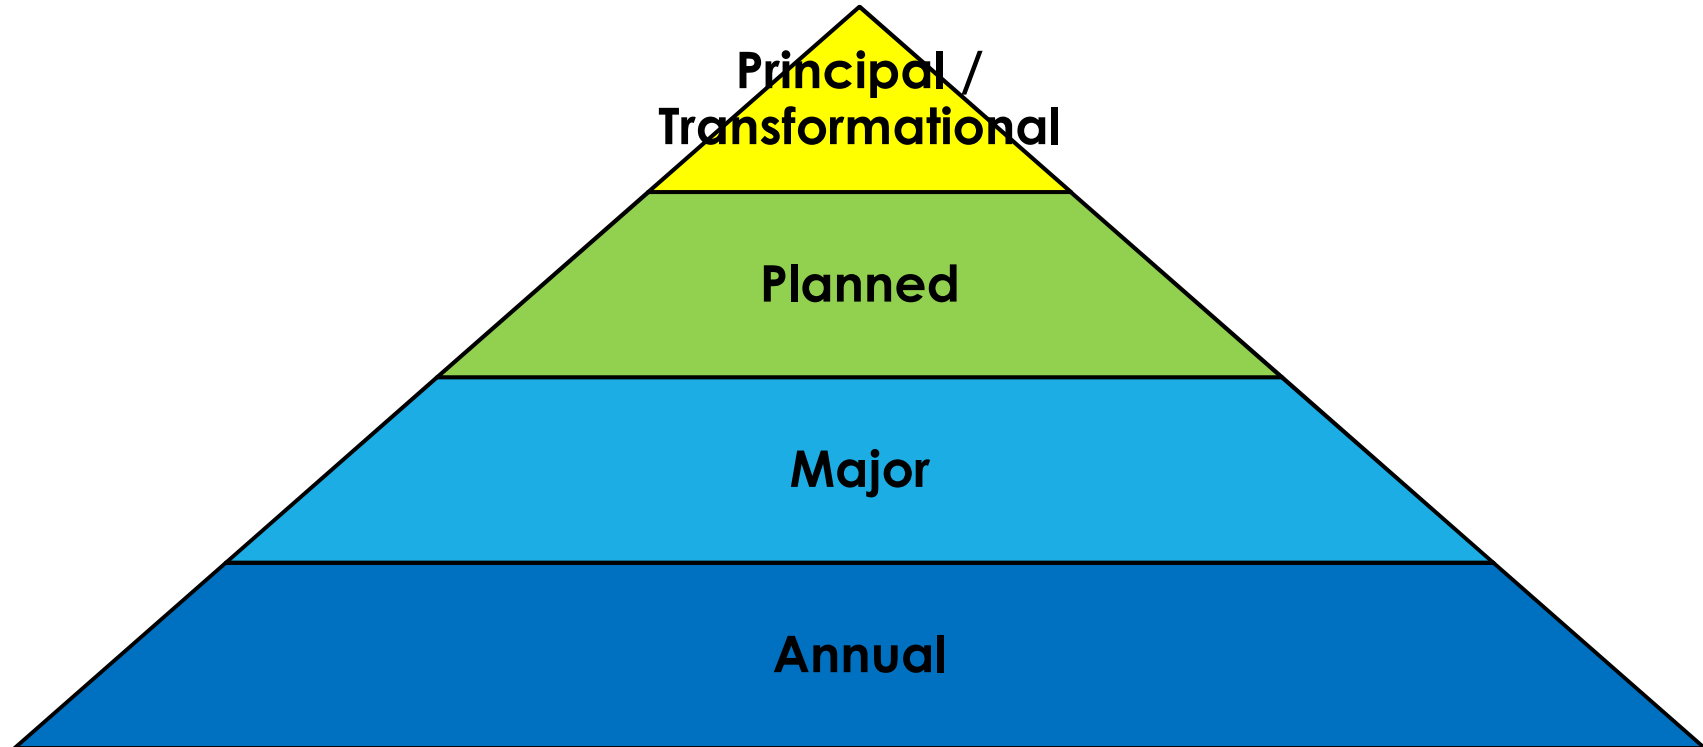 Principal /
Transformational
Planned
Major
Annual